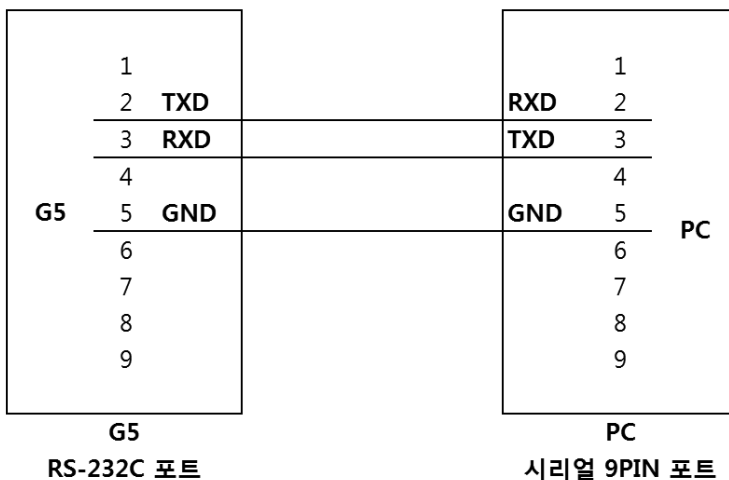 1 1
2 TXD RXD 2
3 RXD TXD 3
4 4
G5 5 GND GND 5 PC
6 6
7 7
8 8
9 9
G5 PC
RS-232C 포트 시리얼 9PIN 포트